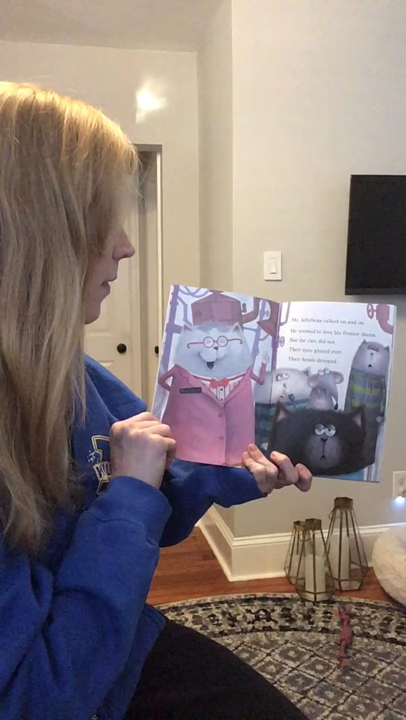 Mr. Jellybean talked on and on.
He seemed to love his flower theme.
But the cats did not.
Their eyes glazed over.
Their heads drooped.
W